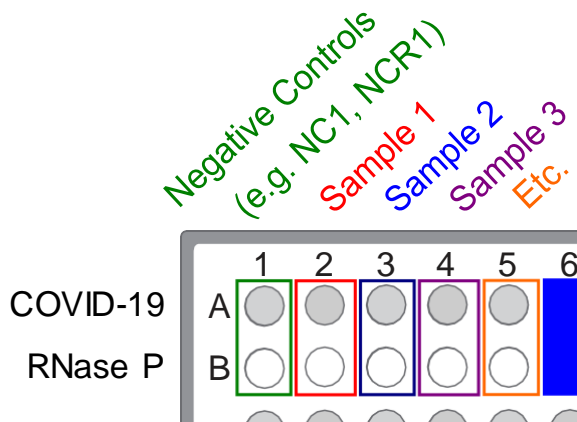 Negative Controls
(e.g. NC1, NCR1)
Sample 1
Sample 2
Sample 3
Etc.
1 2 3 4 5 6
COVID-19 A
RNase P B